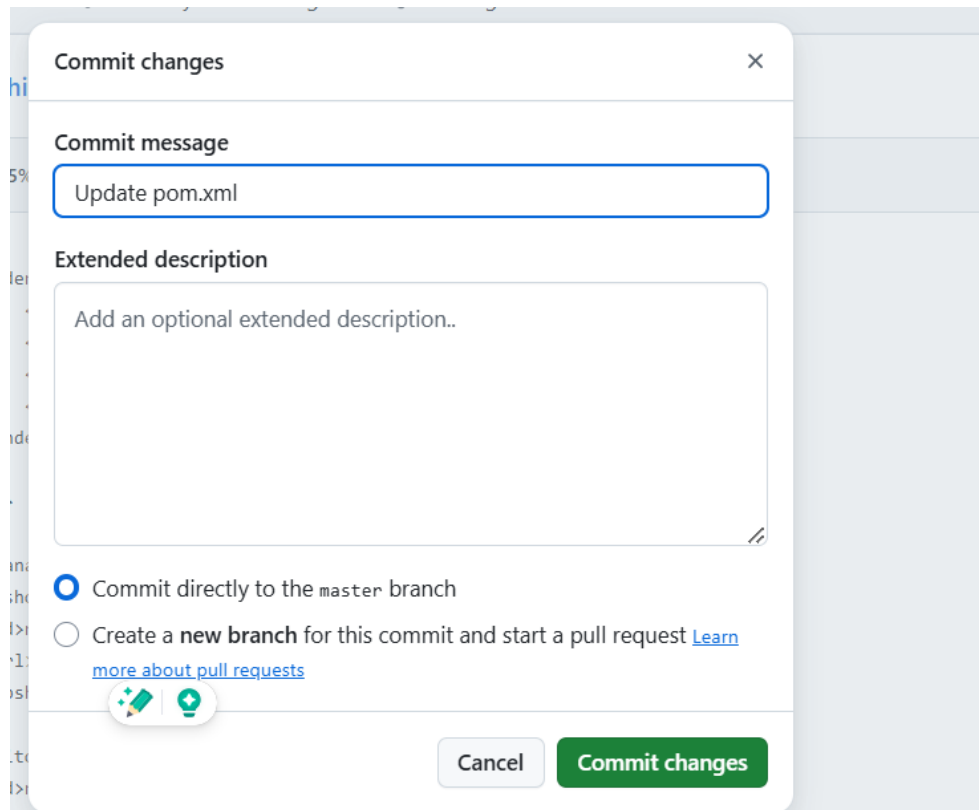 Commit changes
Commit message
Update pom.xml
Extended description
Add an optional extended description..
Commit directly to the master branch
Create a new branch for this commit and start a pull request Learn
more about pull requests
Cancel
Commit changes